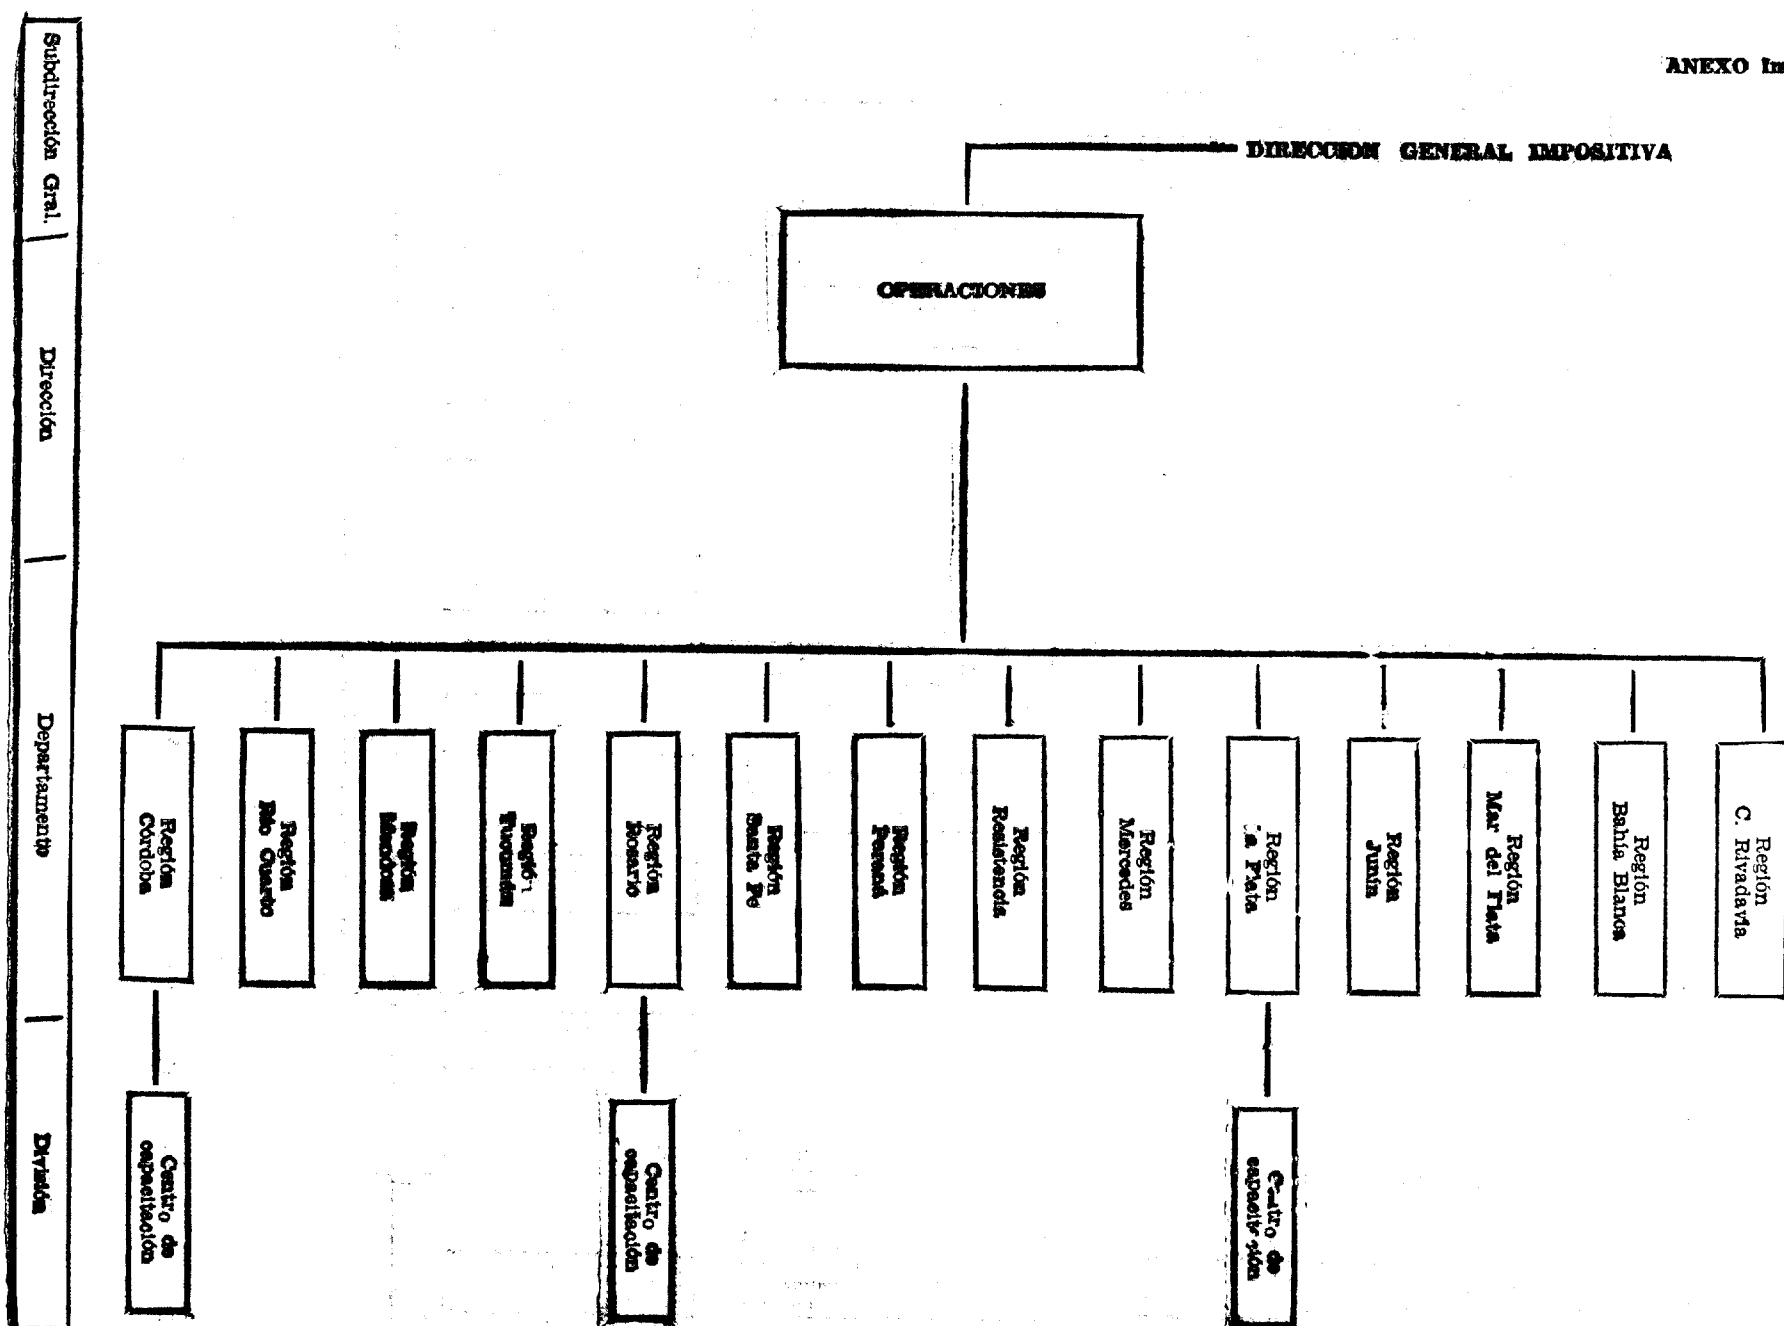 ANEXO
DIRECCION GENERAL IMPOSITIVA
OPERACIONES
Subdirección Gral.
Dirección
Departamento
División
Región
Córdoba
Región
Río Cuarto
Región
Mendoza
Región
Tucumán
Región
Rosario
Región
Santa Fe
Región
Paraná
Región
Resistencia
Región
Mercedes
Región
La Plata
Región
Junín
Región
Mar del Plata
Región
Bahía Blanca
Región
C. Rivadavia
Centro de
capacitación
Centro de
capacitación
Centro de
capacitación